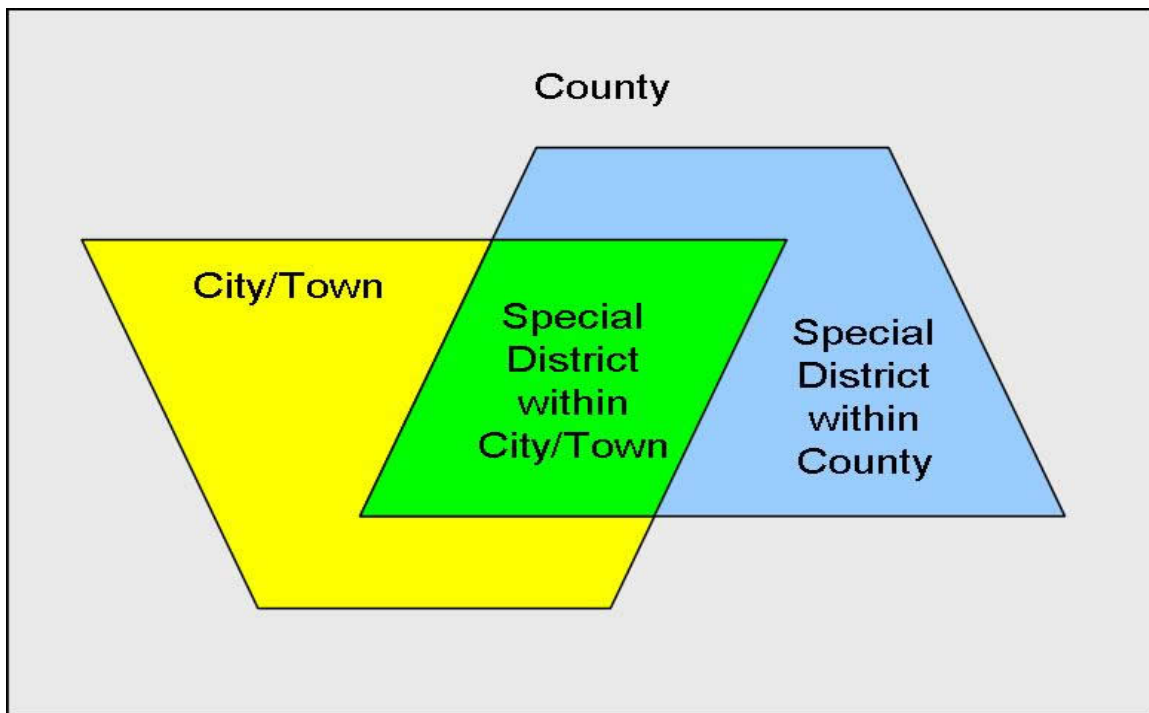 County
City/Town
Special
District
within
City/Town
Special
District
within
County